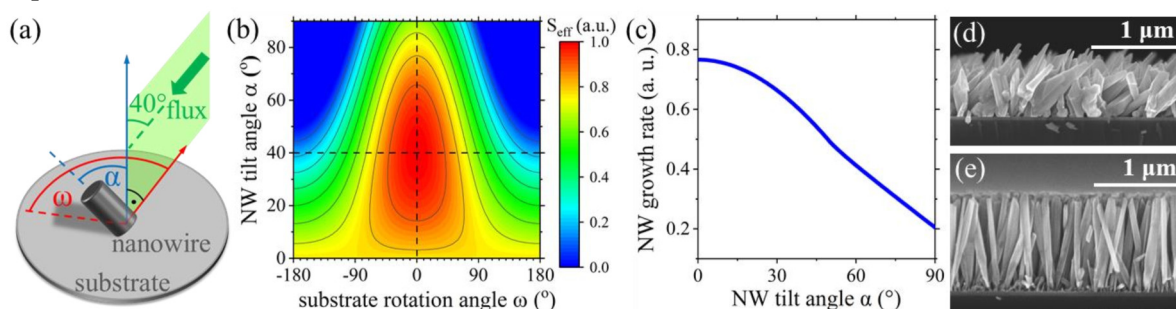 (a)
40°
flux
α
ω
nanowire
substrate
(b)
S_eff (a.u.)
NW tilt angle α (°)
80
60
40
20
0
-180 -90 0 90 180
substrate rotation angle ω (°)
1.0
0.8
0.6
0.4
0.2
0.0
(c)
NW growth rate (a. u.)
0.8
0.6
0.4
0.2
0 30 60 90
NW tilt angle α (°)
(d)
1 µm
(e)
1 µm